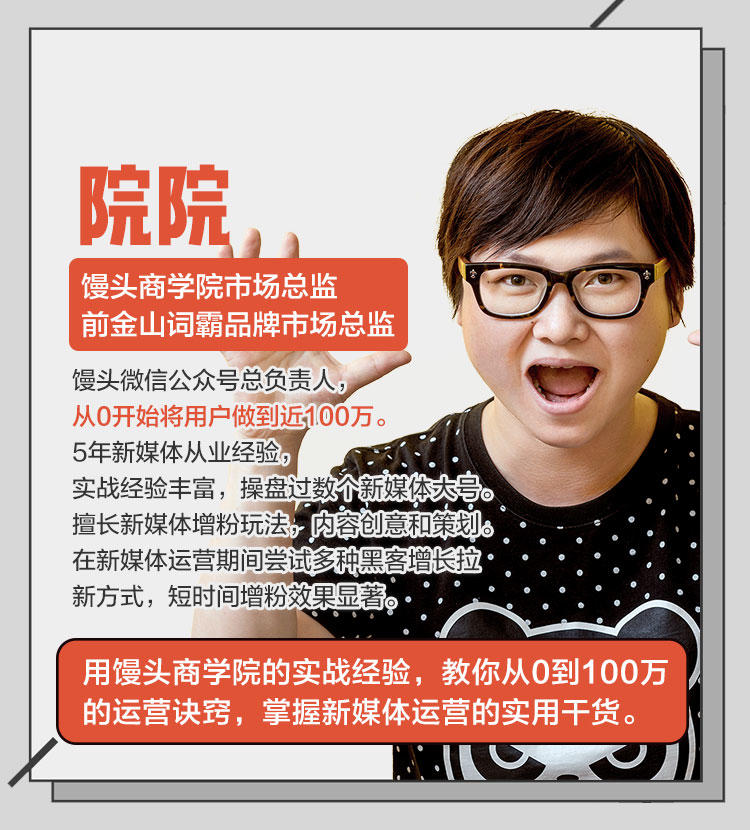 院院
馒头商学院市场总监
前金山词霸品牌市场总监
馒头微信公众号总负责人，
从0开始将用户做到近100万。
5年新媒体从业经验，
实战经验丰富，操盘过数个新媒体大号。
擅长新媒体增粉玩法，内容创意和策划。
在新媒体运营期间尝试多种黑客增长拉
新方式，短时间增粉效果显著。
用馒头商学院的实战经验，教你从0到100万
的运营诀窍，掌握新媒体运营的实用干货。